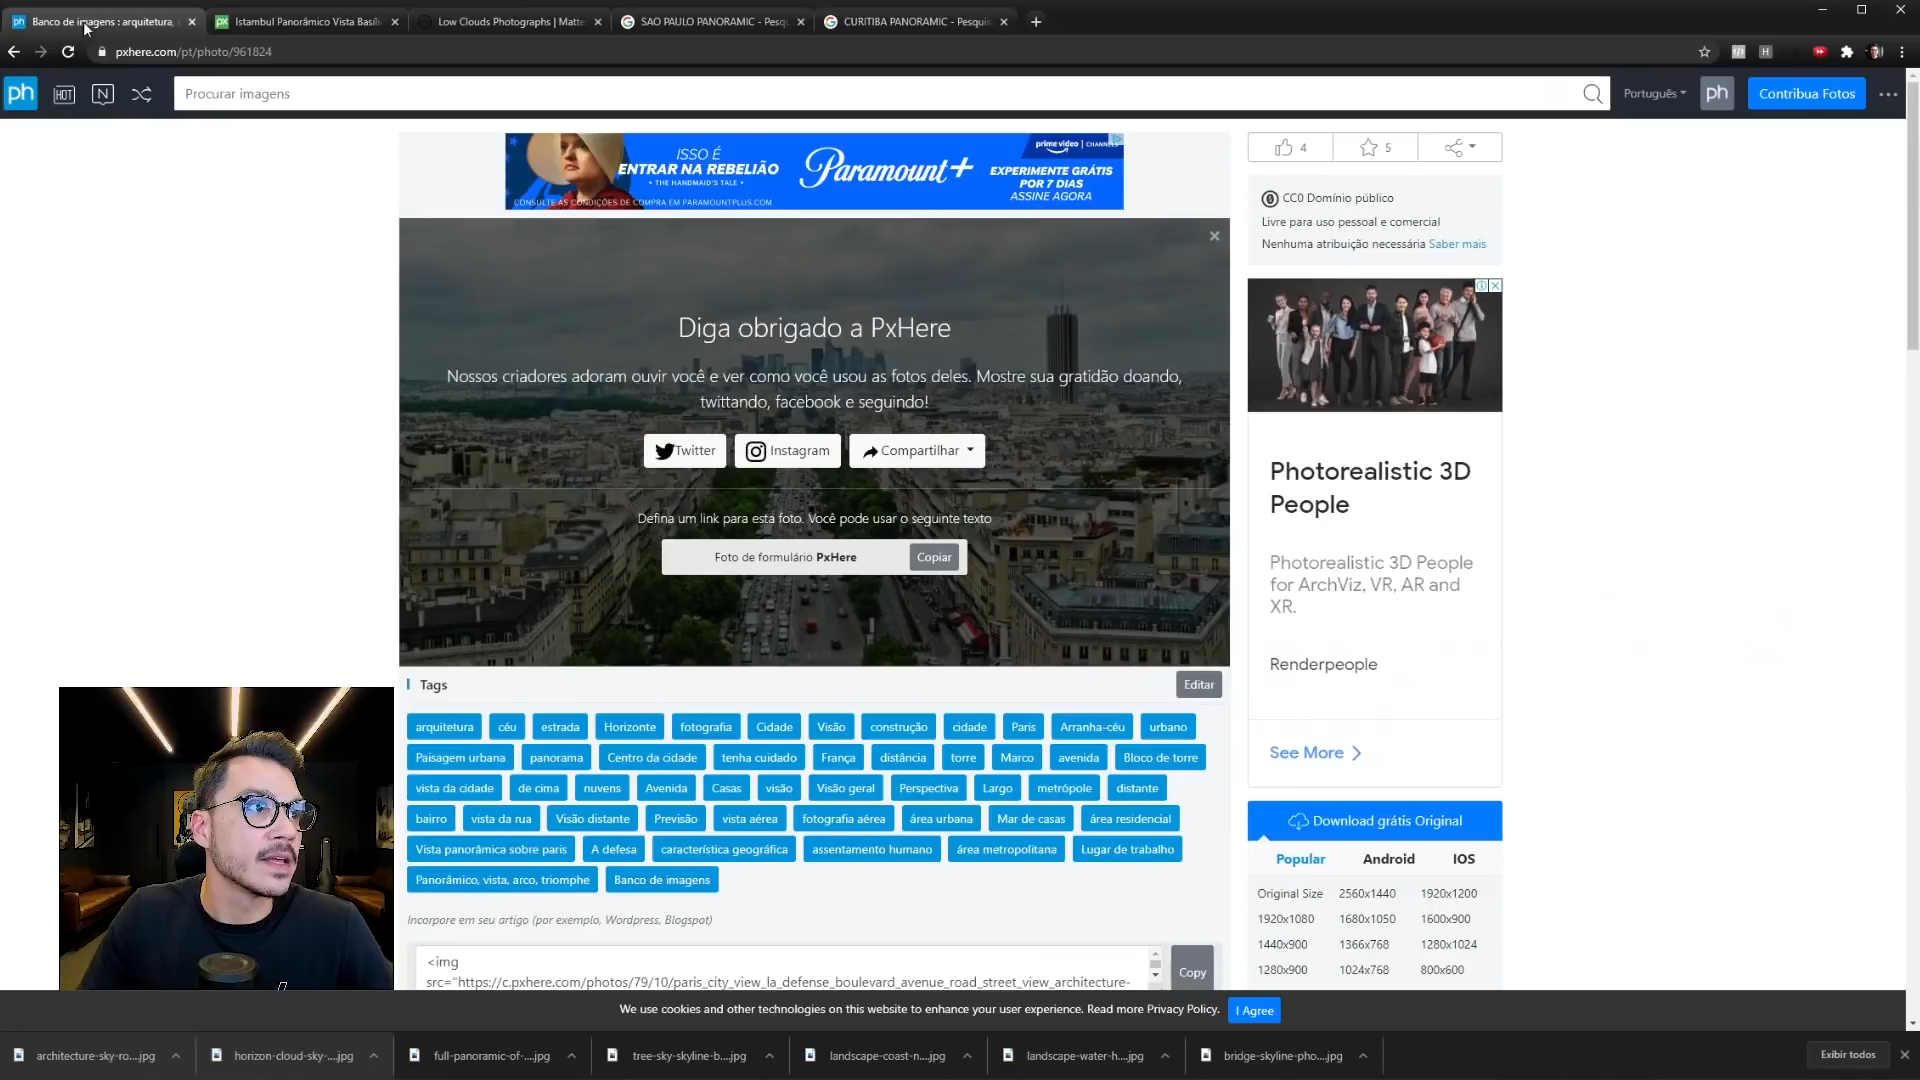 Banco de imagens : arquitetura,
Istambul Panorâmico Vista Basíli
Low Clouds Photographs | Matte
SAO PAULO PANORAMIC - Pesqu
CURITIBA PANORAMIC - Pesquis
pxhere.com/pt/photo/961824
ph
HOT
N
Procurar imagens
Português
ph
Contribua Fotos
ISSO É
ENTRAR NA REBELIÃO
• THE HANDMAID'S TALE •
CONSULTE AS CONDIÇÕES DE COMPRA EM PARAMOUNTPLUS.COM
Paramount+
prime video | CHANNELS
EXPERIMENTE GRÁTIS
POR 7 DIAS
ASSINE AGORA
4
5
CC0 Domínio público
Livre para uso pessoal e comercial
Nenhuma atribuição necessária Saber mais
Diga obrigado a PxHere
Nossos criadores adoram ouvir você e ver como você usou as fotos deles. Mostre sua gratidão doando,
twittando, facebook e seguindo!
Twitter
Instagram
Compartilhar
Defina um link para esta foto. Você pode usar o seguinte texto
Foto de formulário PxHere
Copiar
Photorealistic 3D
People
Photorealistic 3D People
for ArchViz, VR, AR and
XR.
Renderpeople
See More
Tags
Editar
arquitetura céu estrada Horizonte fotografia Cidade Visão construção cidade Paris Arranha-céu urbano
Paisagem urbana panorama Centro da cidade tenha cuidado França distância torre Marco avenida Bloco de torre
vista da cidade de cima nuvens Avenida Casas visão Visão geral Perspectiva Largo metrópole distante
bairro vista da rua Visão distante Previsão vista aérea fotografia aérea área urbana Mar de casas área residencial
Vista panorâmica sobre paris A defesa característica geográfica assentamento humano área metropolitana Lugar de trabalho
Panorâmico, vista, arco, triomphe Banco de imagens
Incorpore em seu artigo (por exemplo, Wordpress, Blogspot)
<img
src="https://c.pxhere.com/photos/79/10/paris_city_view_la_defense_boulevard_avenue_road_street_view_architecture-
Copy
Download grátis Original
Popular Android IOS
Original Size 2560x1440 1920x1200
1920x1080 1680x1050 1600x900
1440x900 1366x768 1280x1024
1280x900 1024x768 800x600
We use cookies and other technologies on this website to enhance your user experience. Read more Privacy Policy.
I Agree
architecture-sky-ro....jpg
horizon-cloud-sky-....jpg
full-panoramic-of-....jpg
tree-sky-skyline-b....jpg
landscape-coast-n....jpg
landscape-water-h....jpg
bridge-skyline-pho....jpg
Exibir todos